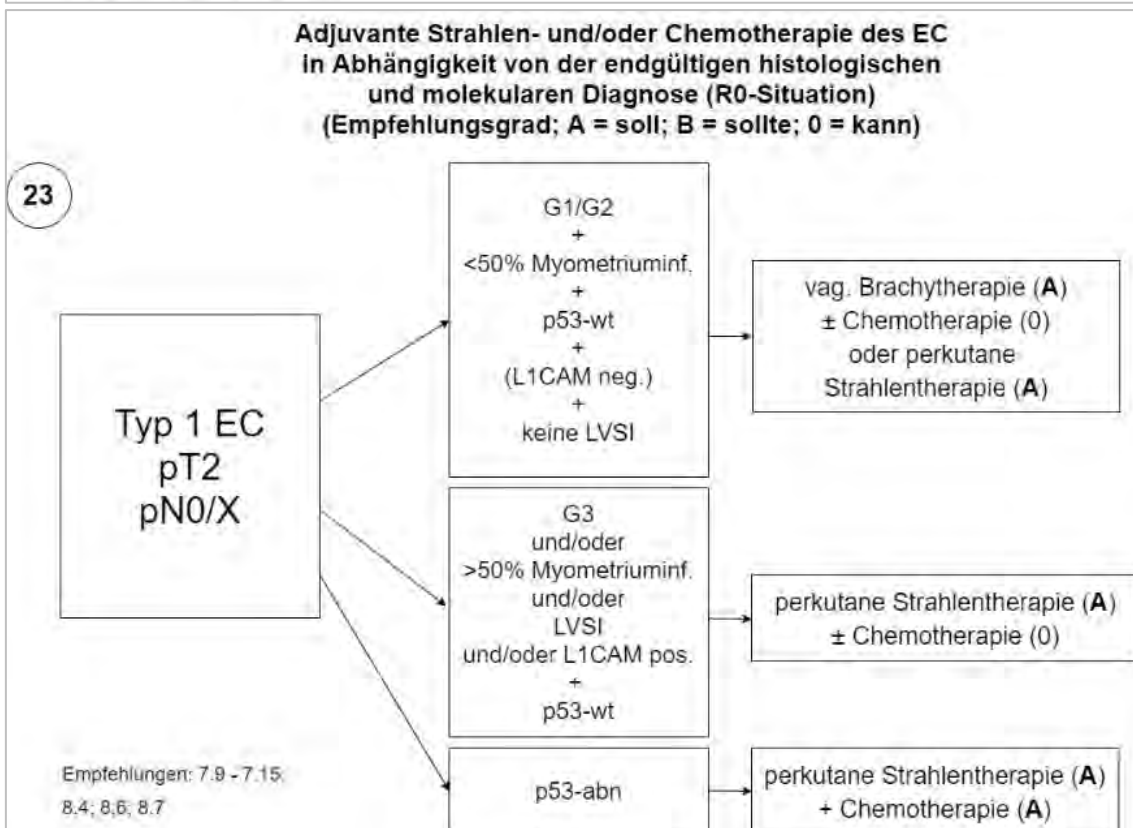 Adjuvante Strahlen- und/oder Chemotherapie des EC
in Abhängigkeit von der endgültigen histologischen
und molekularen Diagnose (R0-Situation)
(Empfehlungsgrad; A = soll; B = sollte; 0 = kann)
23
Typ 1 EC
pT2
pN0/X
G1/G2
+
<50% Myometriuminf.
+
p53-wt
+
(L1CAM neg.)
+
keine LVSI
vag. Brachytherapie (A)
± Chemotherapie (0)
oder perkutane
Strahlentherapie (A)
G3
und/oder
>50% Myometriuminf.
und/oder
LVSI
und/oder L1CAM pos.
+
p53-wt
perkutane Strahlentherapie (A)
± Chemotherapie (0)
p53-abn
perkutane Strahlentherapie (A)
+ Chemotherapie (A)
Empfehlungen: 7.9 - 7.15;
8.4; 8,6; 8.7